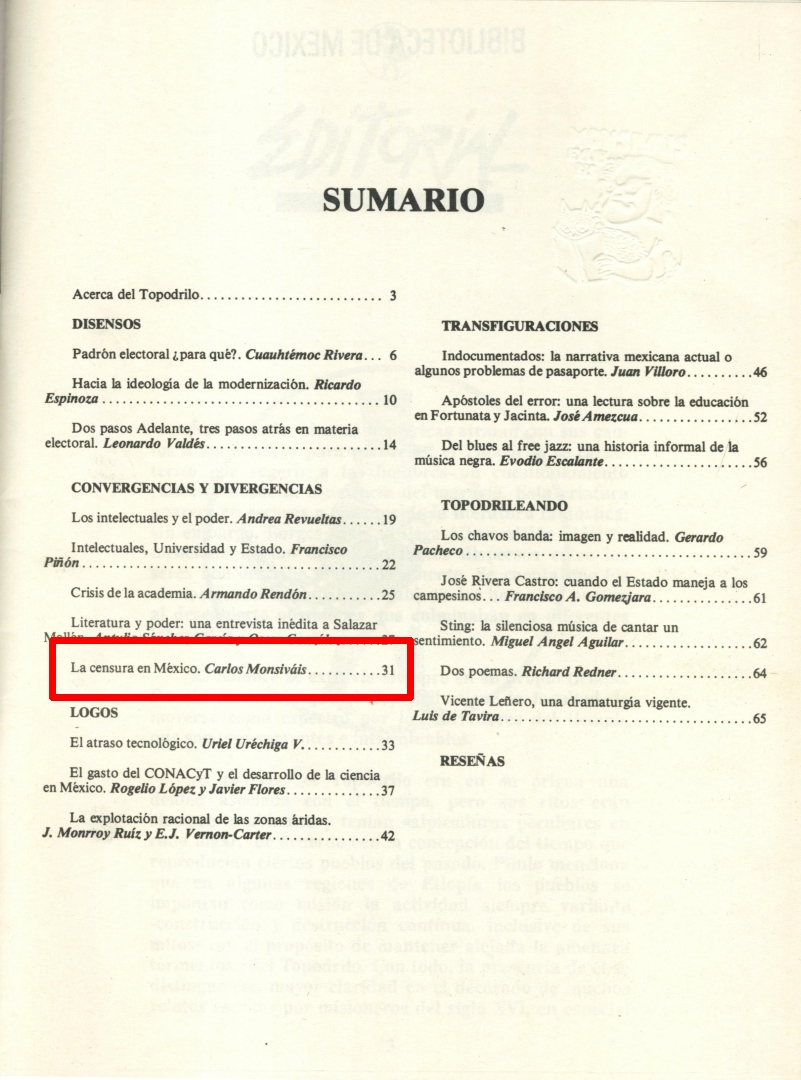 SUMARIO
Acerca del Topodrilo........................... 3
DISENSOS
Padrón electoral ¿para qué?. Cuauhtémoc Rivera... 6
Hacia la ideología de la modernización. Ricardo
Espinoza ........................................ 10
Dos pasos Adelante, tres pasos atrás en materia
electoral. Leonardo Valdés......................... 14
CONVERGENCIAS Y DIVERGENCIAS
Los intelectuales y el poder. Andrea Revueltas......19
Intelectuales, Universidad y Estado. Francisco
Piñón............................................ 22
Crisis de la academia. Armando Rendón...........25
Literatura y poder: una entrevista inédita a Salazar
La censura en México. Carlos Monsiváis...........31
LOGOS
El atraso tecnológico. Uriel Uréchiga V............33
El gasto del CONACyT y el desarrollo de la ciencia
en México. Rogelio López y Javier Flores..............37
La explotación racional de las zonas áridas.
J. Monrroy Ruíz y E.J. Vernon-Carter................42
TRANSFIGURACIONES
Indocumentados: la narrativa mexicana actual o
algunos problemas de pasaporte. Juan Villoro..........46
Apóstoles del error: una lectura sobre la educación
en Fortunata y Jacinta. José Amezcua.................52
Del blues al free jazz: una historia informal de la
música negra. Evodio Escalante......................56
TOPODRILEANDO
Los chavos banda: imagen y realidad. Gerardo
Pacheco..........................................59
José Rivera Castro: cuando el Estado maneja a los
campesinos... Francisco A. Gomezjara...............61
Sting: la silenciosa música de cantar un
sentimiento. Miguel Angel Aguilar...................62
Dos poemas. Richard Redner....................64
Vicente Leñero, una dramaturgia vigente.
Luis de Tavira.....................................65
RESEÑAS